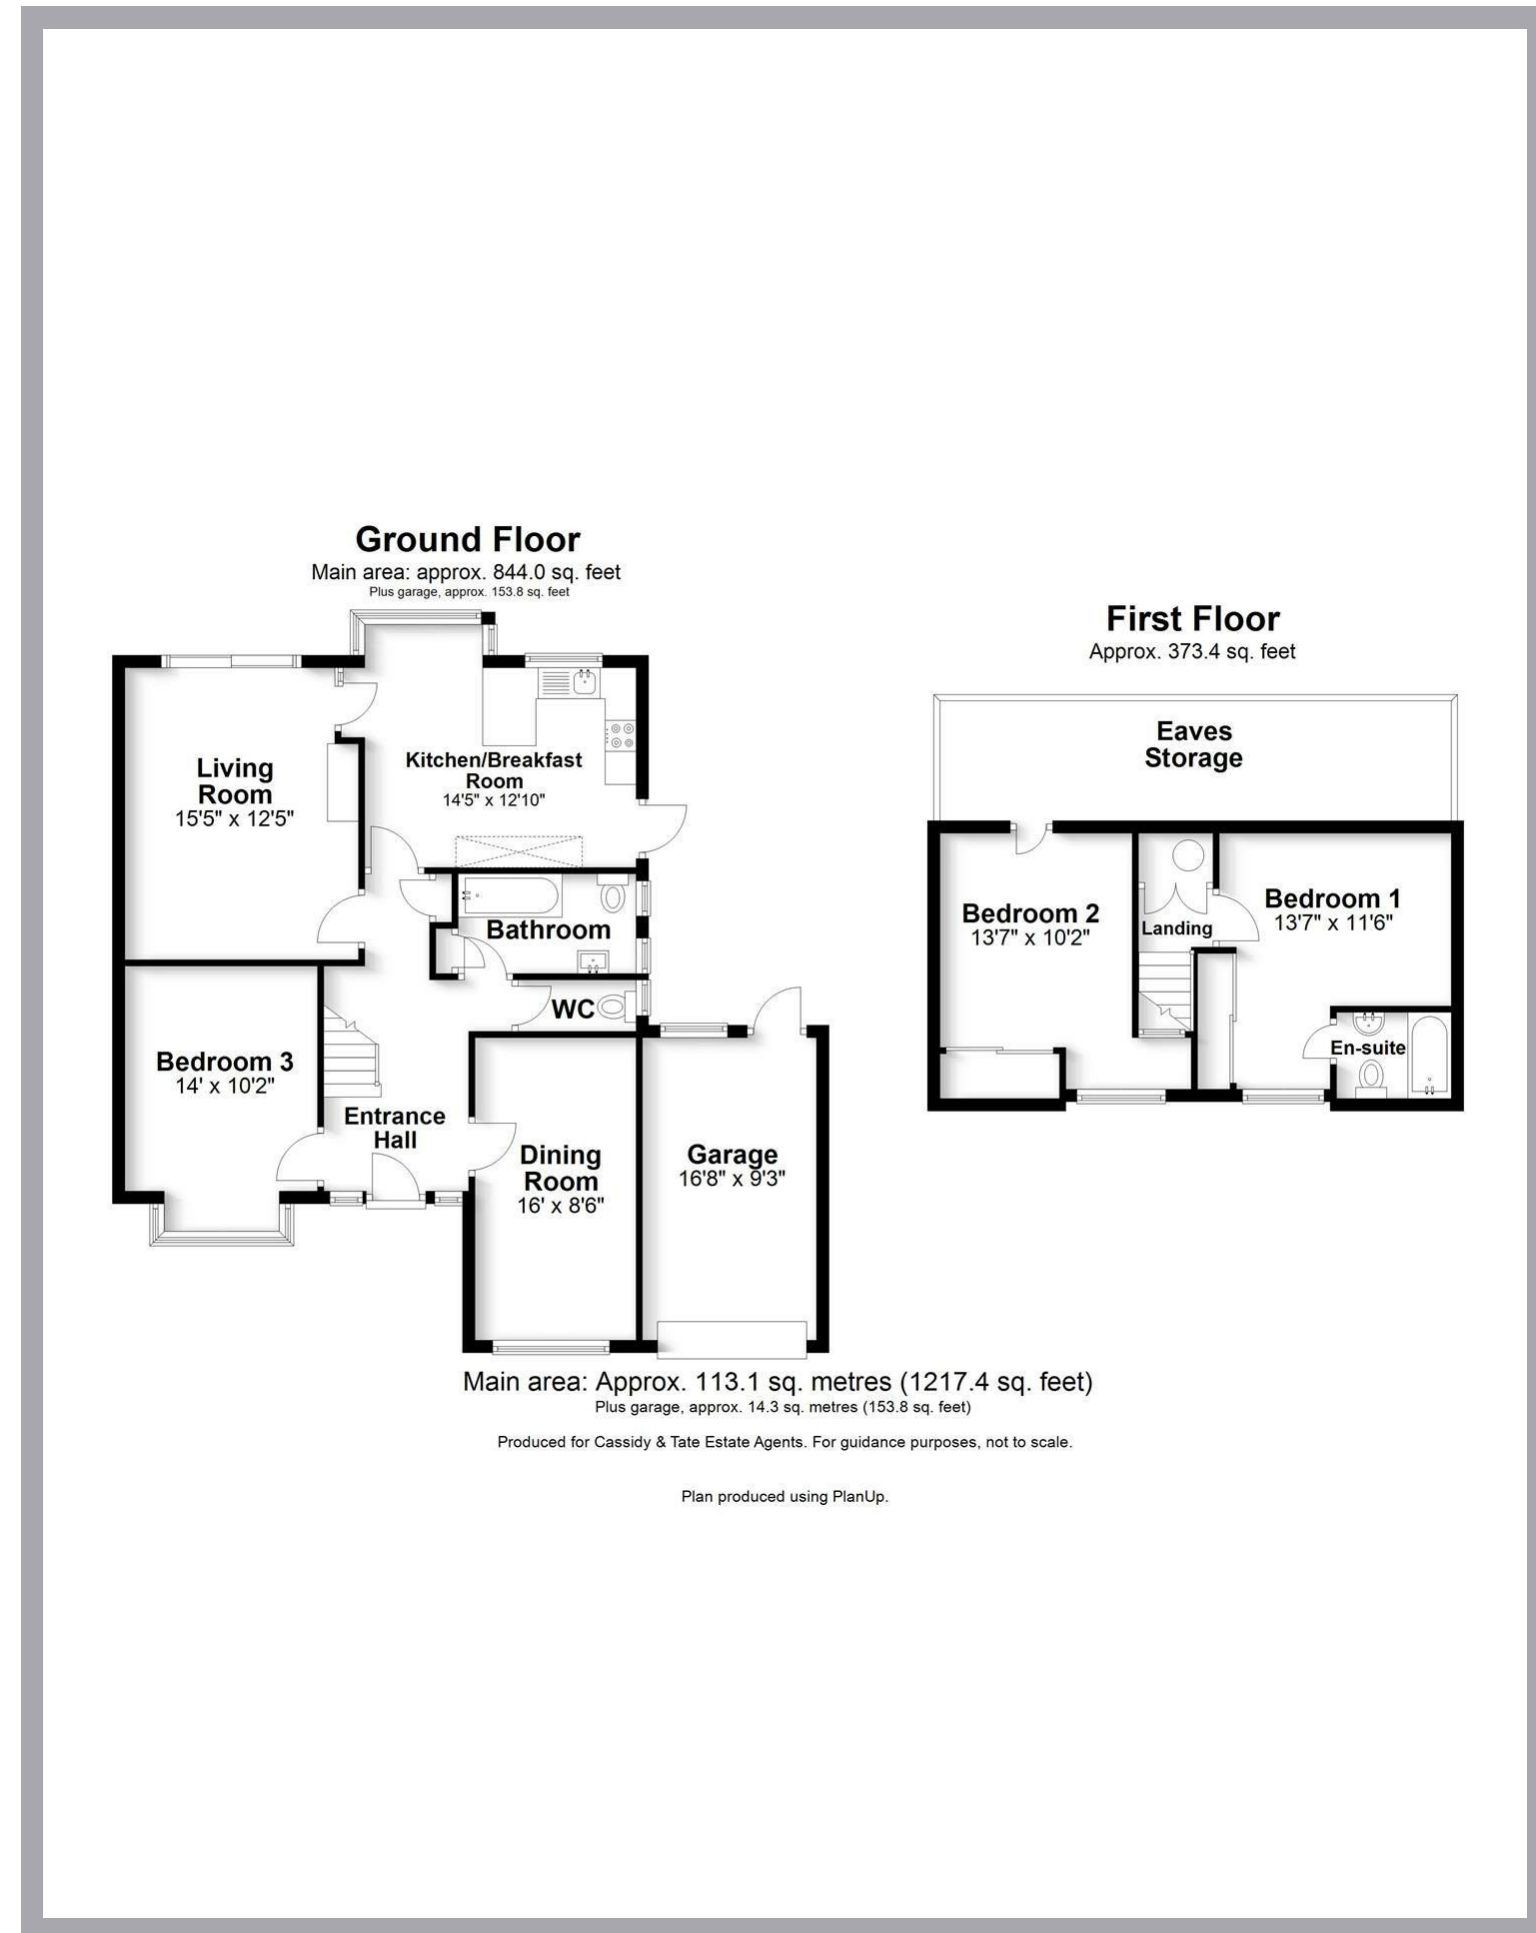 Ground Floor
Main area: approx. 844.0 sq. feet
Plus garage, approx. 153.8 sq. feet
Living
Room
15'5" x 12'5"
Kitchen/Breakfast
Room
14'5" x 12'10"
Bathroom
WC
Bedroom 3
14' x 10'2"
Entrance
Hall
Dining
Room
16' x 8'6"
Garage
16'8" x 9'3"
First Floor
Approx. 373.4 sq. feet
Eaves
Storage
Bedroom 2
13'7" x 10'2"
Landing
Bedroom 1
13'7" x 11'6"
En-suite
Main area: Approx. 113.1 sq. metres (1217.4 sq. feet)
Plus garage, approx. 14.3 sq. metres (153.8 sq. feet)
Produced for Cassidy & Tate Estate Agents. For guidance purposes, not to scale.
Plan produced using PlanUp.